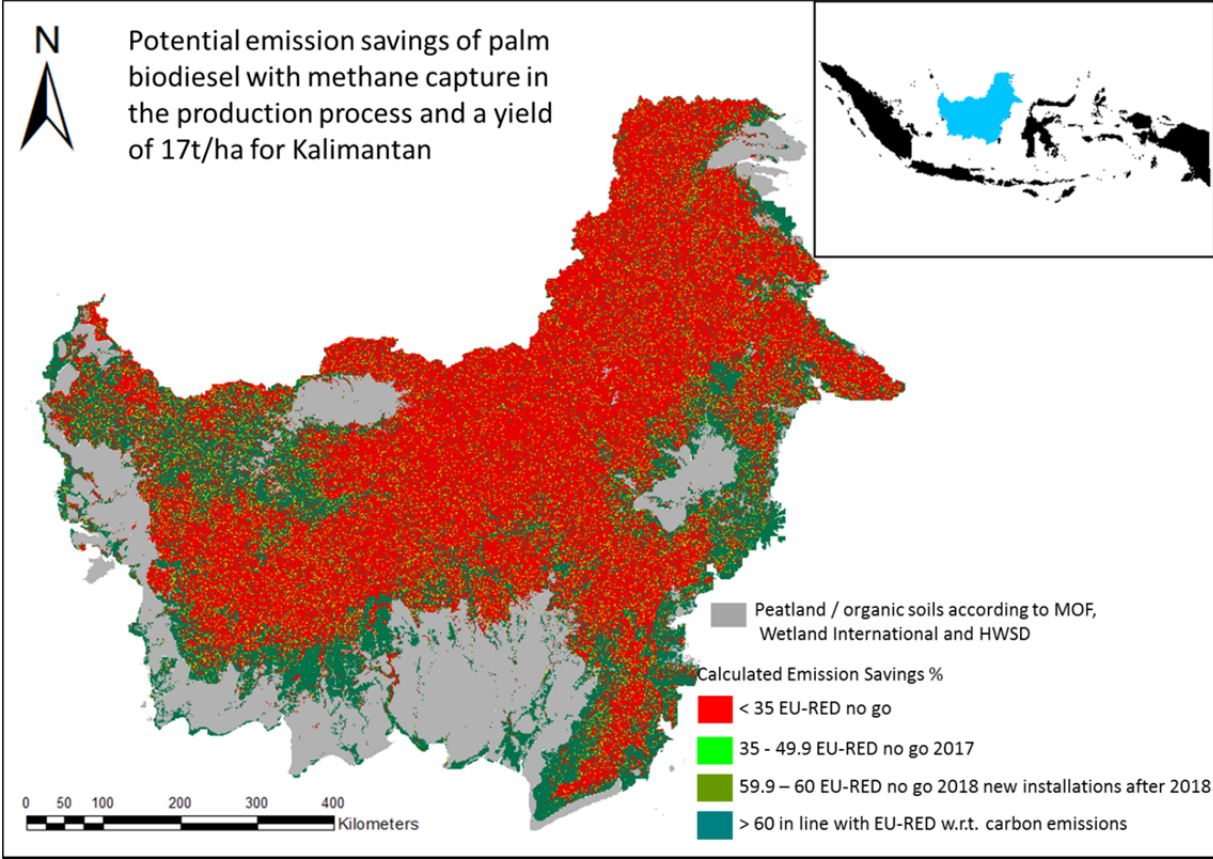 N
Potential emission savings of palm
biodiesel with methane capture in
the production process and a yield
of 17t/ha for Kalimantan
Peatland / organic soils according to MOF,
Wetland International and HWSD
Calculated Emission Savings %
< 35 EU-RED no go
35 - 49.9 EU-RED no go 2017
59.9 – 60 EU-RED no go 2018 new installations after 2018
> 60 in line with EU-RED w.r.t. carbon emissions
0 50 100 200 300 400
Kilometers